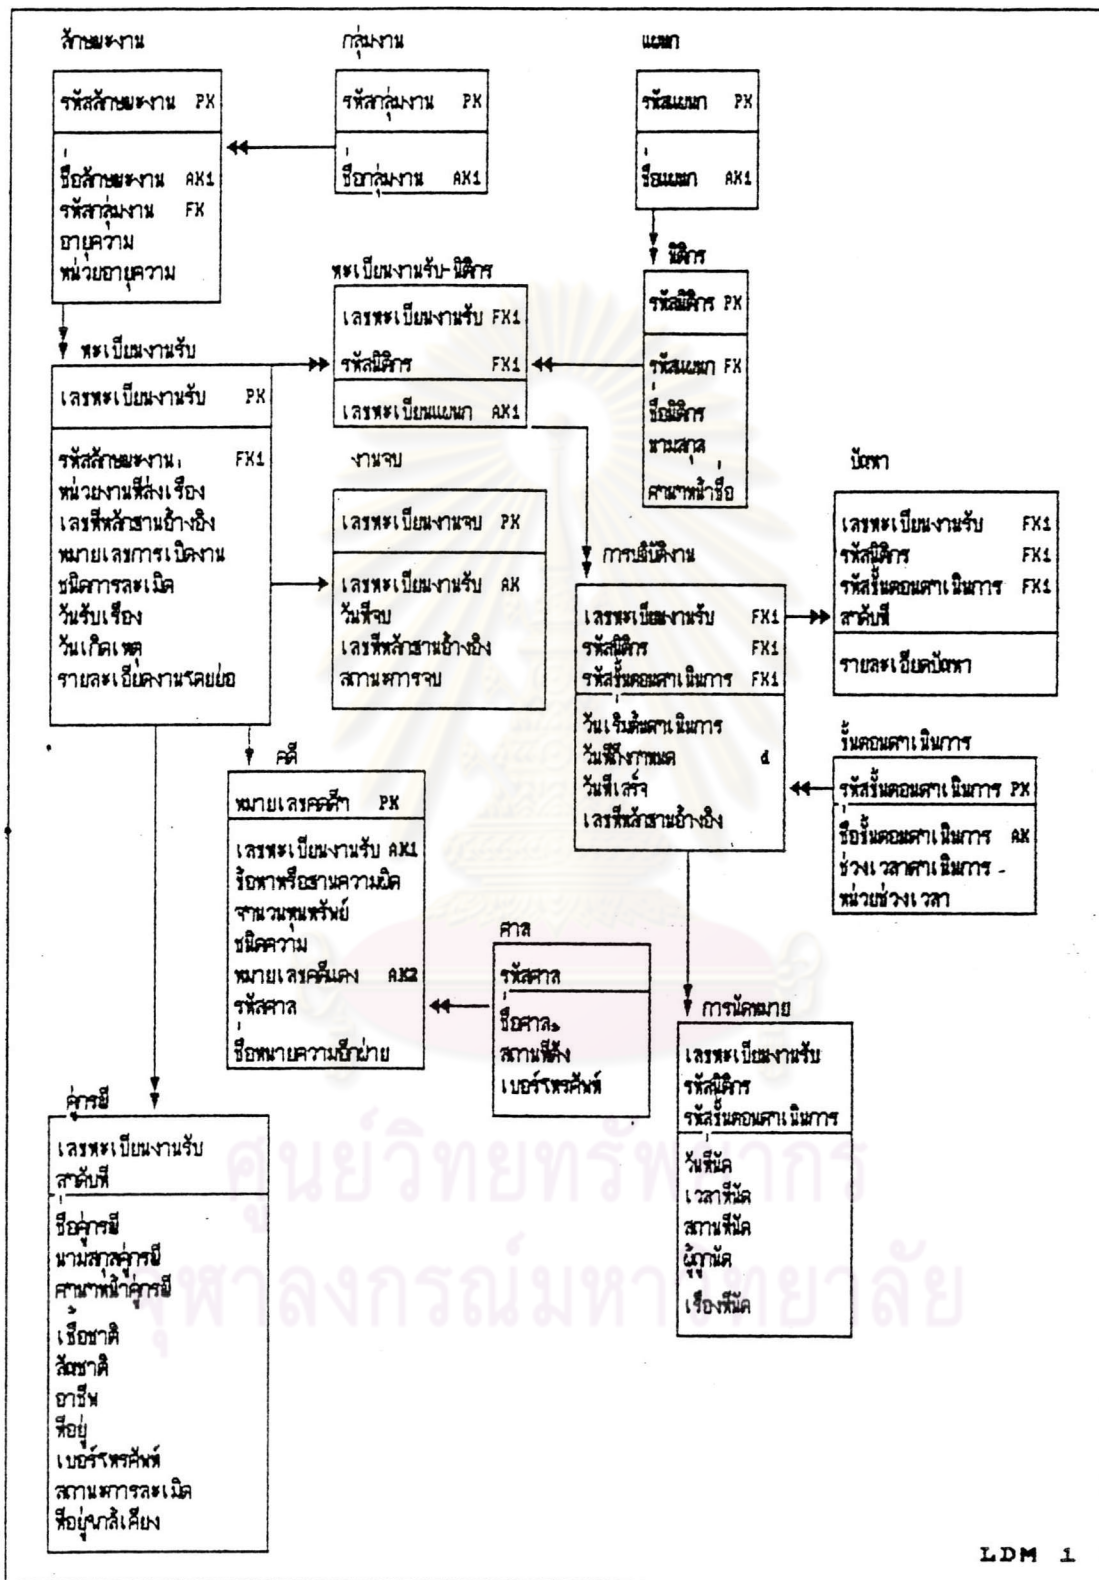 ลักษณะงาน
รหัสลักษณะงาน PK
ชื่อลักษณะงาน AK1
รหัสกลุ่มงาน FK
อายุความ
หน่วยอายุความ
กลุ่มงาน
รหัสกลุ่มงาน PK
ชื่อกลุ่มงาน AK1
แผนก
รหัสแผนก PK
ชื่อแผนก AK1
ทะเบียนงานรับ-นิติกร
เลขทะเบียนงานรับ FK1
รหัสนิติกร FK1
เลขทะเบียนแผนก AK1
นิติกร
รหัสนิติกร PK
รหัสแผนก FK
ชื่อนิติกร
นามสกุล
คำนำหน้าชื่อ
ทะเบียนงานรับ
เลขทะเบียนงานรับ PK
รหัสลักษณะงาน FK1
หน่วยงานที่ส่งเรื่อง
เลขที่หลักฐานอ้างอิง
หมายเลขการเปิดงาน
ชนิดการละเมิด
วันรับเรื่อง
วันเกิดเหตุ
รายละเอียดงานโดยย่อ
งานจบ
เลขทะเบียนงานจบ PK
เลขทะเบียนงานรับ AK
วันที่จบ
เลขที่หลักฐานอ้างอิง
สถานะการจบ
การปฏิบัติงาน
เลขทะเบียนงานรับ FK1
รหัสนิติกร FK1
รหัสขั้นตอนดำเนินการ FK1
วันเริ่มต้นดำเนินการ
วันที่ถึงกำหนด d
วันที่เสร็จ
เลขที่หลักฐานอ้างอิง
ปัญหา
เลขทะเบียนงานรับ FK1
รหัสนิติกร FK1
รหัสขั้นตอนดำเนินการ FK1
ลำดับที่
รายละเอียดปัญหา
ขั้นตอนดำเนินการ
รหัสขั้นตอนดำเนินการ PK
ชื่อขั้นตอนดำเนินการ AK
ช่วงเวลาดำเนินการ
หน่วยช่วงเวลา
คดี
หมายเลขคดีดำ PK
เลขทะเบียนงานรับ AK1
ข้อหาหรือฐานความผิด
จำนวนทุนทรัพย์
ชนิดความ
หมายเลขคดีแดง AK2
รหัสศาล
ชื่อทนายความอีกฝ่าย
ศาล
รหัสศาล
ชื่อศาล
สถานที่ตั้ง
เบอร์โทรศัพท์
การนัดหมาย
เลขทะเบียนงานรับ
รหัสนิติกร
รหัสขั้นตอนดำเนินการ
วันที่นัด
เวลาที่นัด
สถานที่นัด
ผู้ถูกนัด
เรื่องที่นัด
คู่กรณี
เลขทะเบียนงานรับ
ลำดับที่
ชื่อคู่กรณี
นามสกุลคู่กรณี
คำนำหน้าคู่กรณี
เชื้อชาติ
สัญชาติ
อาชีพ
ที่อยู่
เบอร์โทรศัพท์
สถานะการละเมิด
ที่อยู่ใกล้เคียง
ศูนย์วิทยทรัพยากร
จุฬาลงกรณ์มหาวิทยาลัย
LDM 1